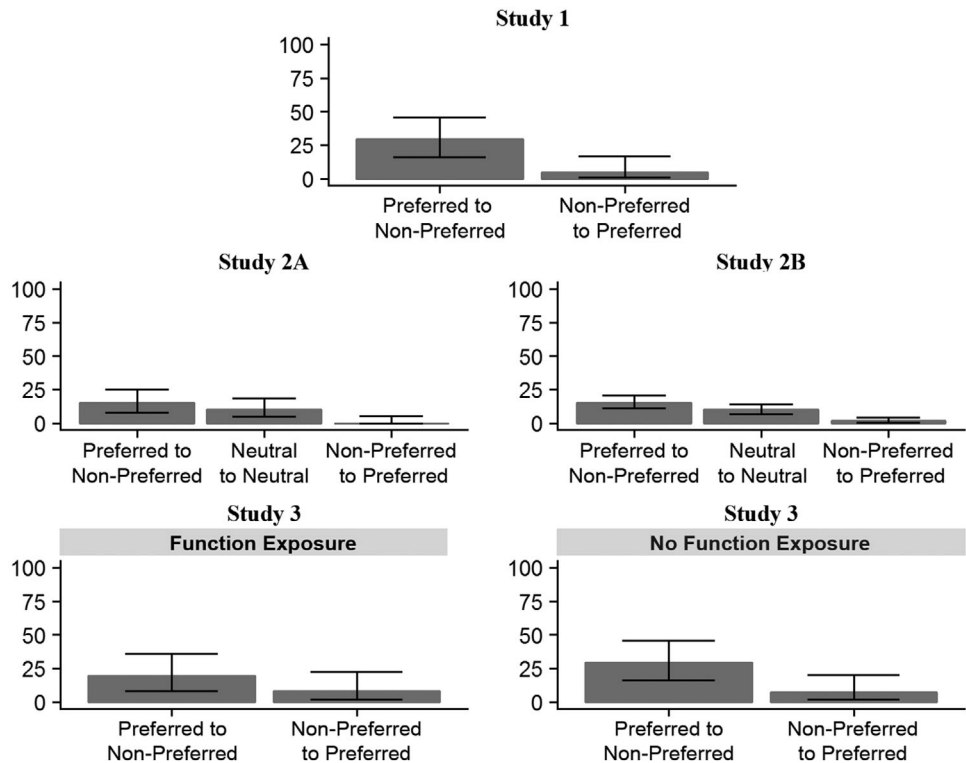 Study 1
100
75
50
25
0
Preferred to
Non-Preferred
Non-Preferred
to Preferred
Study 2A
100
75
50
25
0
Preferred to
Non-Preferred
Neutral
to Neutral
Non-Preferred
to Preferred
Study 2B
100
75
50
25
0
Preferred to
Non-Preferred
Neutral
to Neutral
Non-Preferred
to Preferred
Study 3
Function Exposure
100
75
50
25
0
Preferred to
Non-Preferred
Non-Preferred
to Preferred
Study 3
No Function Exposure
100
75
50
25
0
Preferred to
Non-Preferred
Non-Preferred
to Preferred